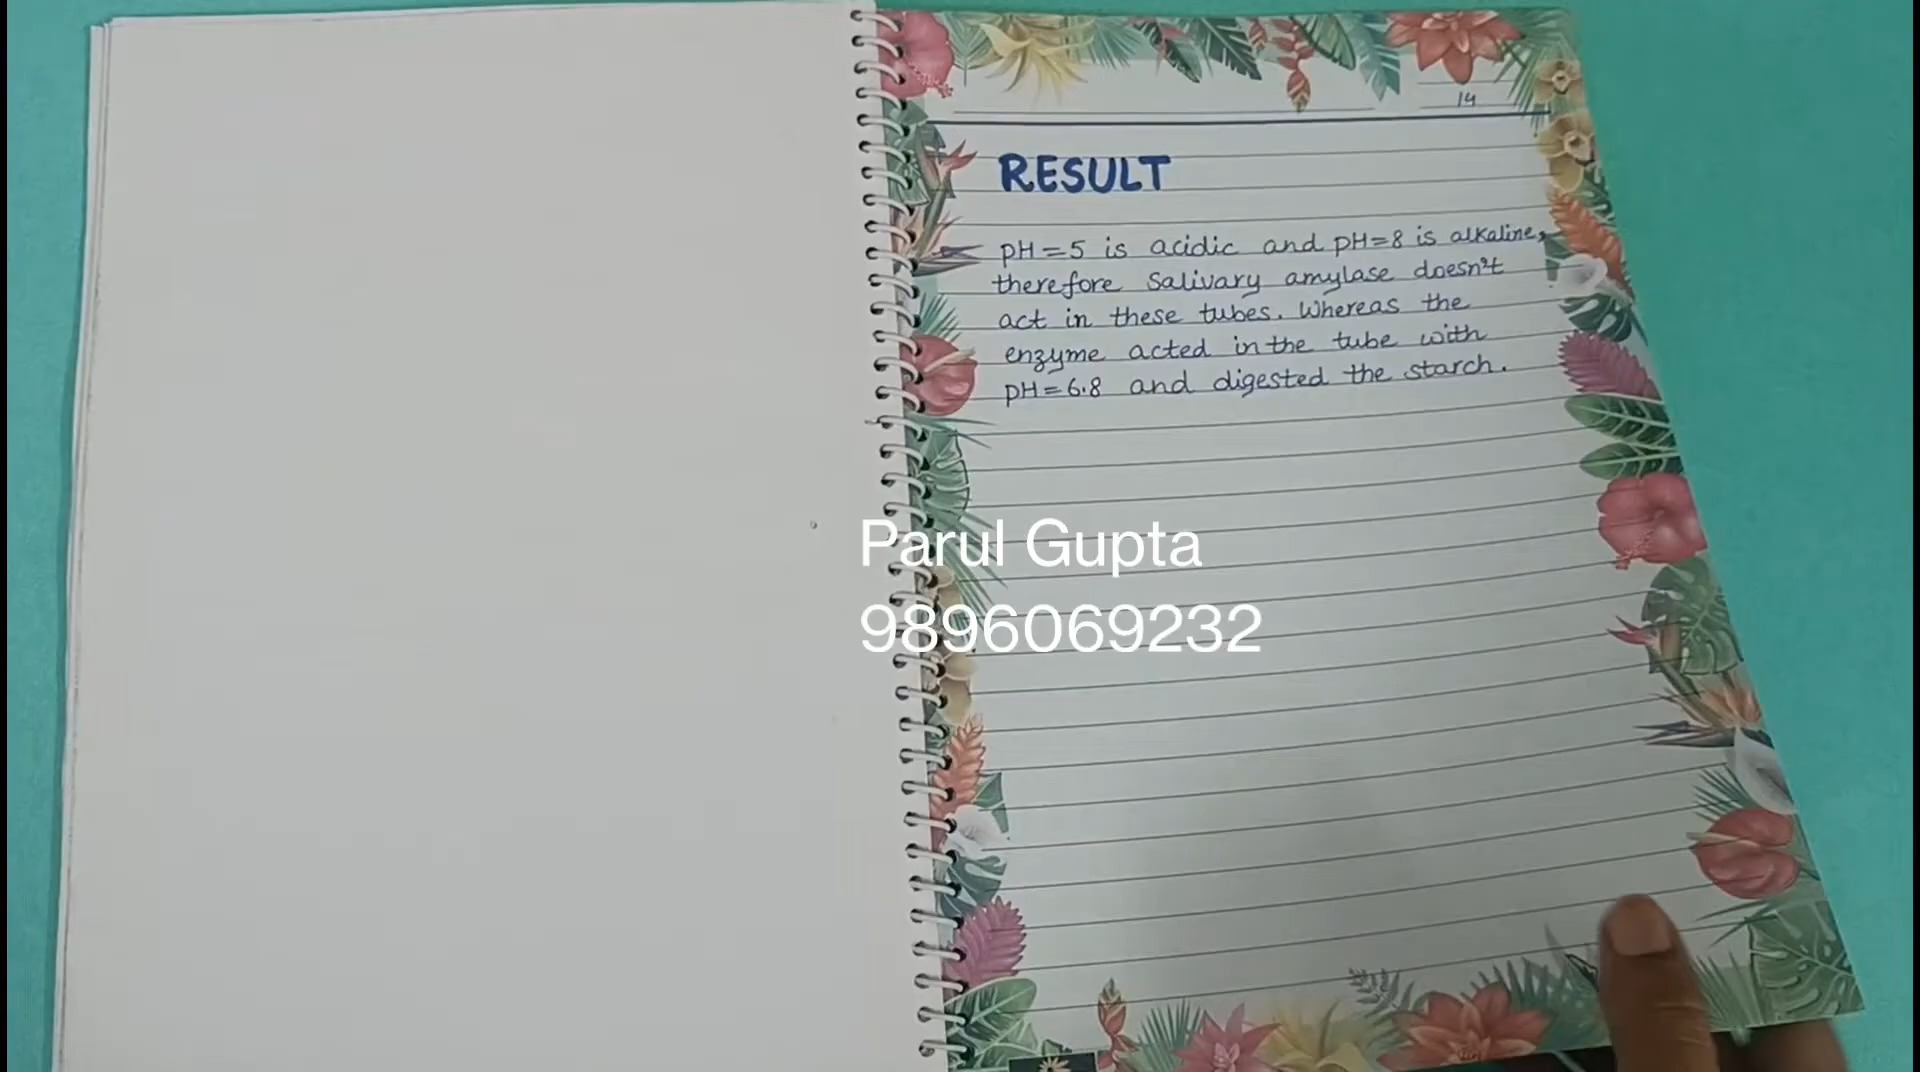 14
RESULT
pH=5 is acidic and pH=8 is alkaline,
therefore salivary amylase doesn't
act in these tubes. Whereas the
enzyme acted in the tube with
pH=6.8 and digested the starch.
Parul Gupta
9896069232